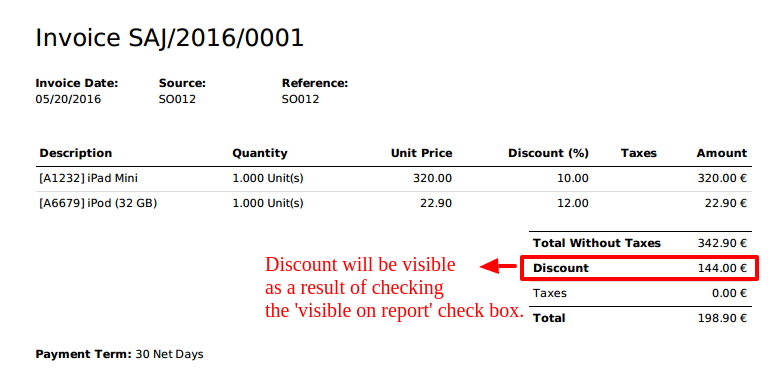 Invoice SAJ/2016/0001
Invoice Date: Source: Reference:
05/20/2016 SO012 SO012
Description Quantity Unit Price Discount (%) Taxes Amount
[A1232] iPad Mini 1.000 Unit(s) 320.00 10.00 320.00 €
[A6679] iPod (32 GB) 1.000 Unit(s) 22.90 12.00 22.90 €
Total Without Taxes 342.90 €
Discount 144.00 €
Taxes 0.00 €
Total 198.90 €
Discount will be visible
as a result of checking
the 'visible on report' check box.
Payment Term: 30 Net Days